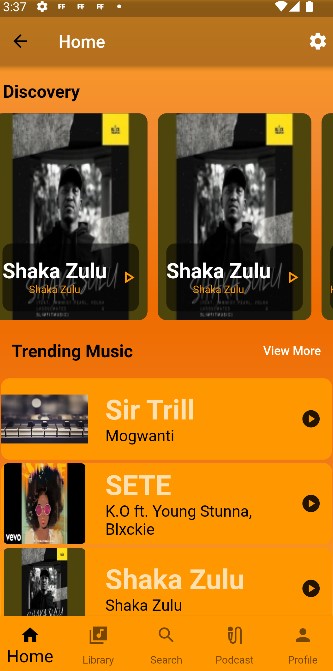 3:37
Home
Discovery
Shaka Zulu
Shaka Zulu
Shaka Zulu
Shaka Zulu
Trending Music
View More
Sir Trill
Mogwanti
SETE
K.O ft. Young Stunna,
Blxckie
vevo
Shaka Zulu
Shaka Zulu
Home
Library
Search
Podcast
Profile